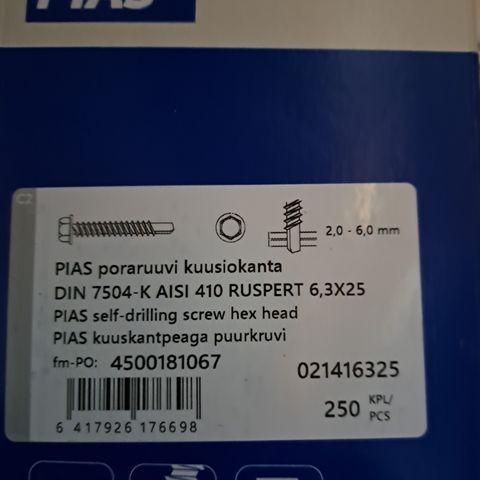 PIAS
C2
2,0 - 6,0 mm
PIAS poraruuvi kuusiokanta
DIN 7504-K AISI 410 RUSPERT 6,3X25
PIAS self-drilling screw hex head
PIAS kuuskantpeaga puurkruvi
fm-PO: 4500181067
021416325
250 KPL/
PCS
6 417926 176698